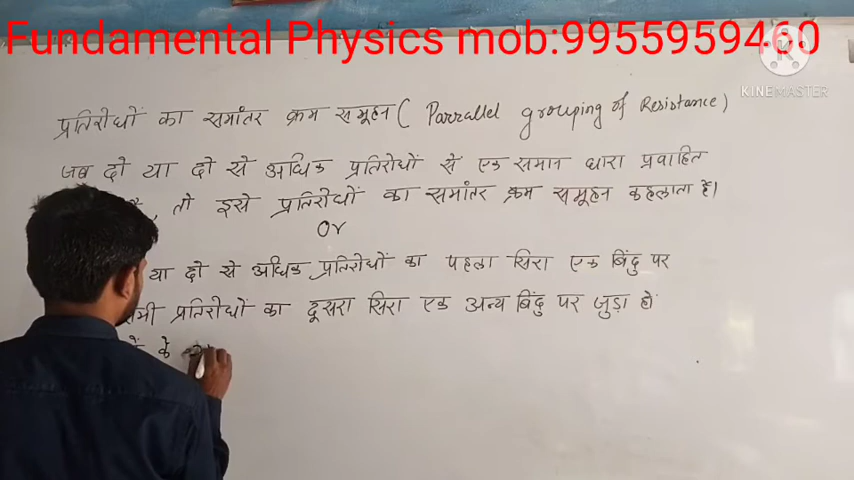 Fundamental Physics mob:9955959460
KINEMASTER
प्रतिरोधों का समांतर क्रम समूहन ( Parrallel grouping of Resistance )
जब दो या दो से अधिक प्रतिरोधों से एक समान धारा प्रवाहित
है, तो इसे प्रतिरोधों का समांतर क्रम समूहन कहलाता है।
Or
या दो से अधिक प्रतिरोधों का पहला सिरा एक बिंदु पर
सभी प्रतिरोधों का दूसरा सिरा एक अन्य बिंदु पर जुड़ा हो
के